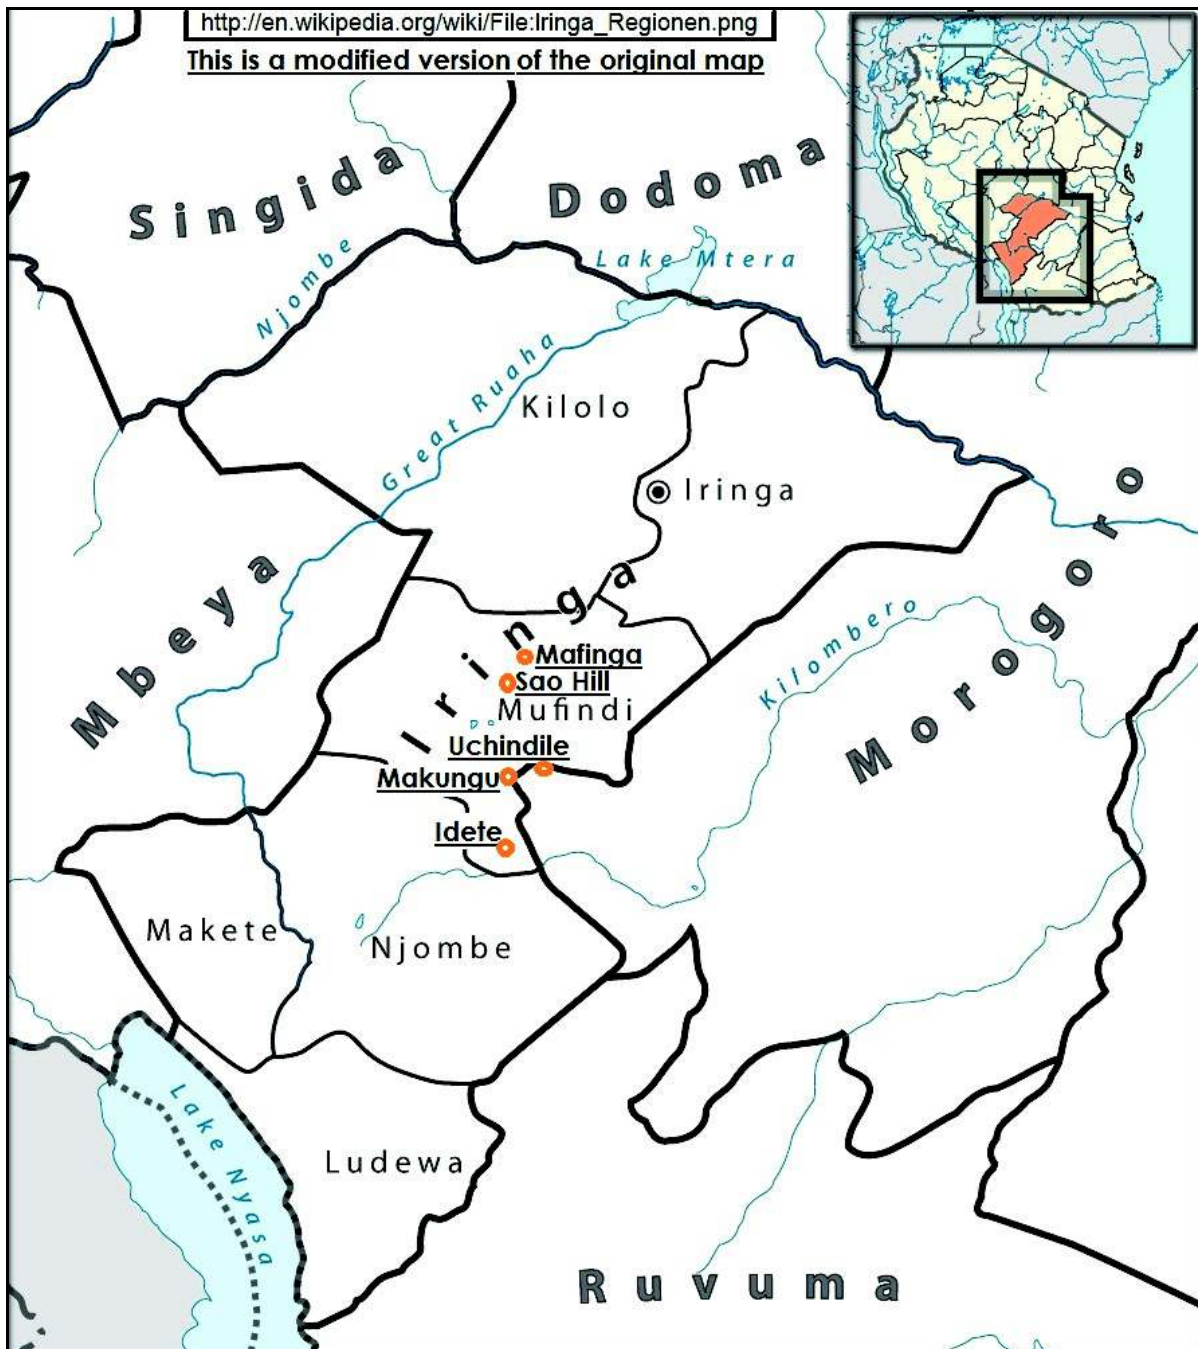 http://en.wikipedia.org/wiki/File:Iringa_Regionen.png
This is a modified version of the original map
Singida
Dodoma
Njombe
Lake Mtera
Great Ruaha
Kilolo
Iringa
Mbeya
Iringa
Morogoro
Kilombero
Mafinga
Sao Hill
Mufindi
Uchindile
Makungu
Idete
Makete
Njombe
Lake Nyasa
Ludewa
Ruvuma